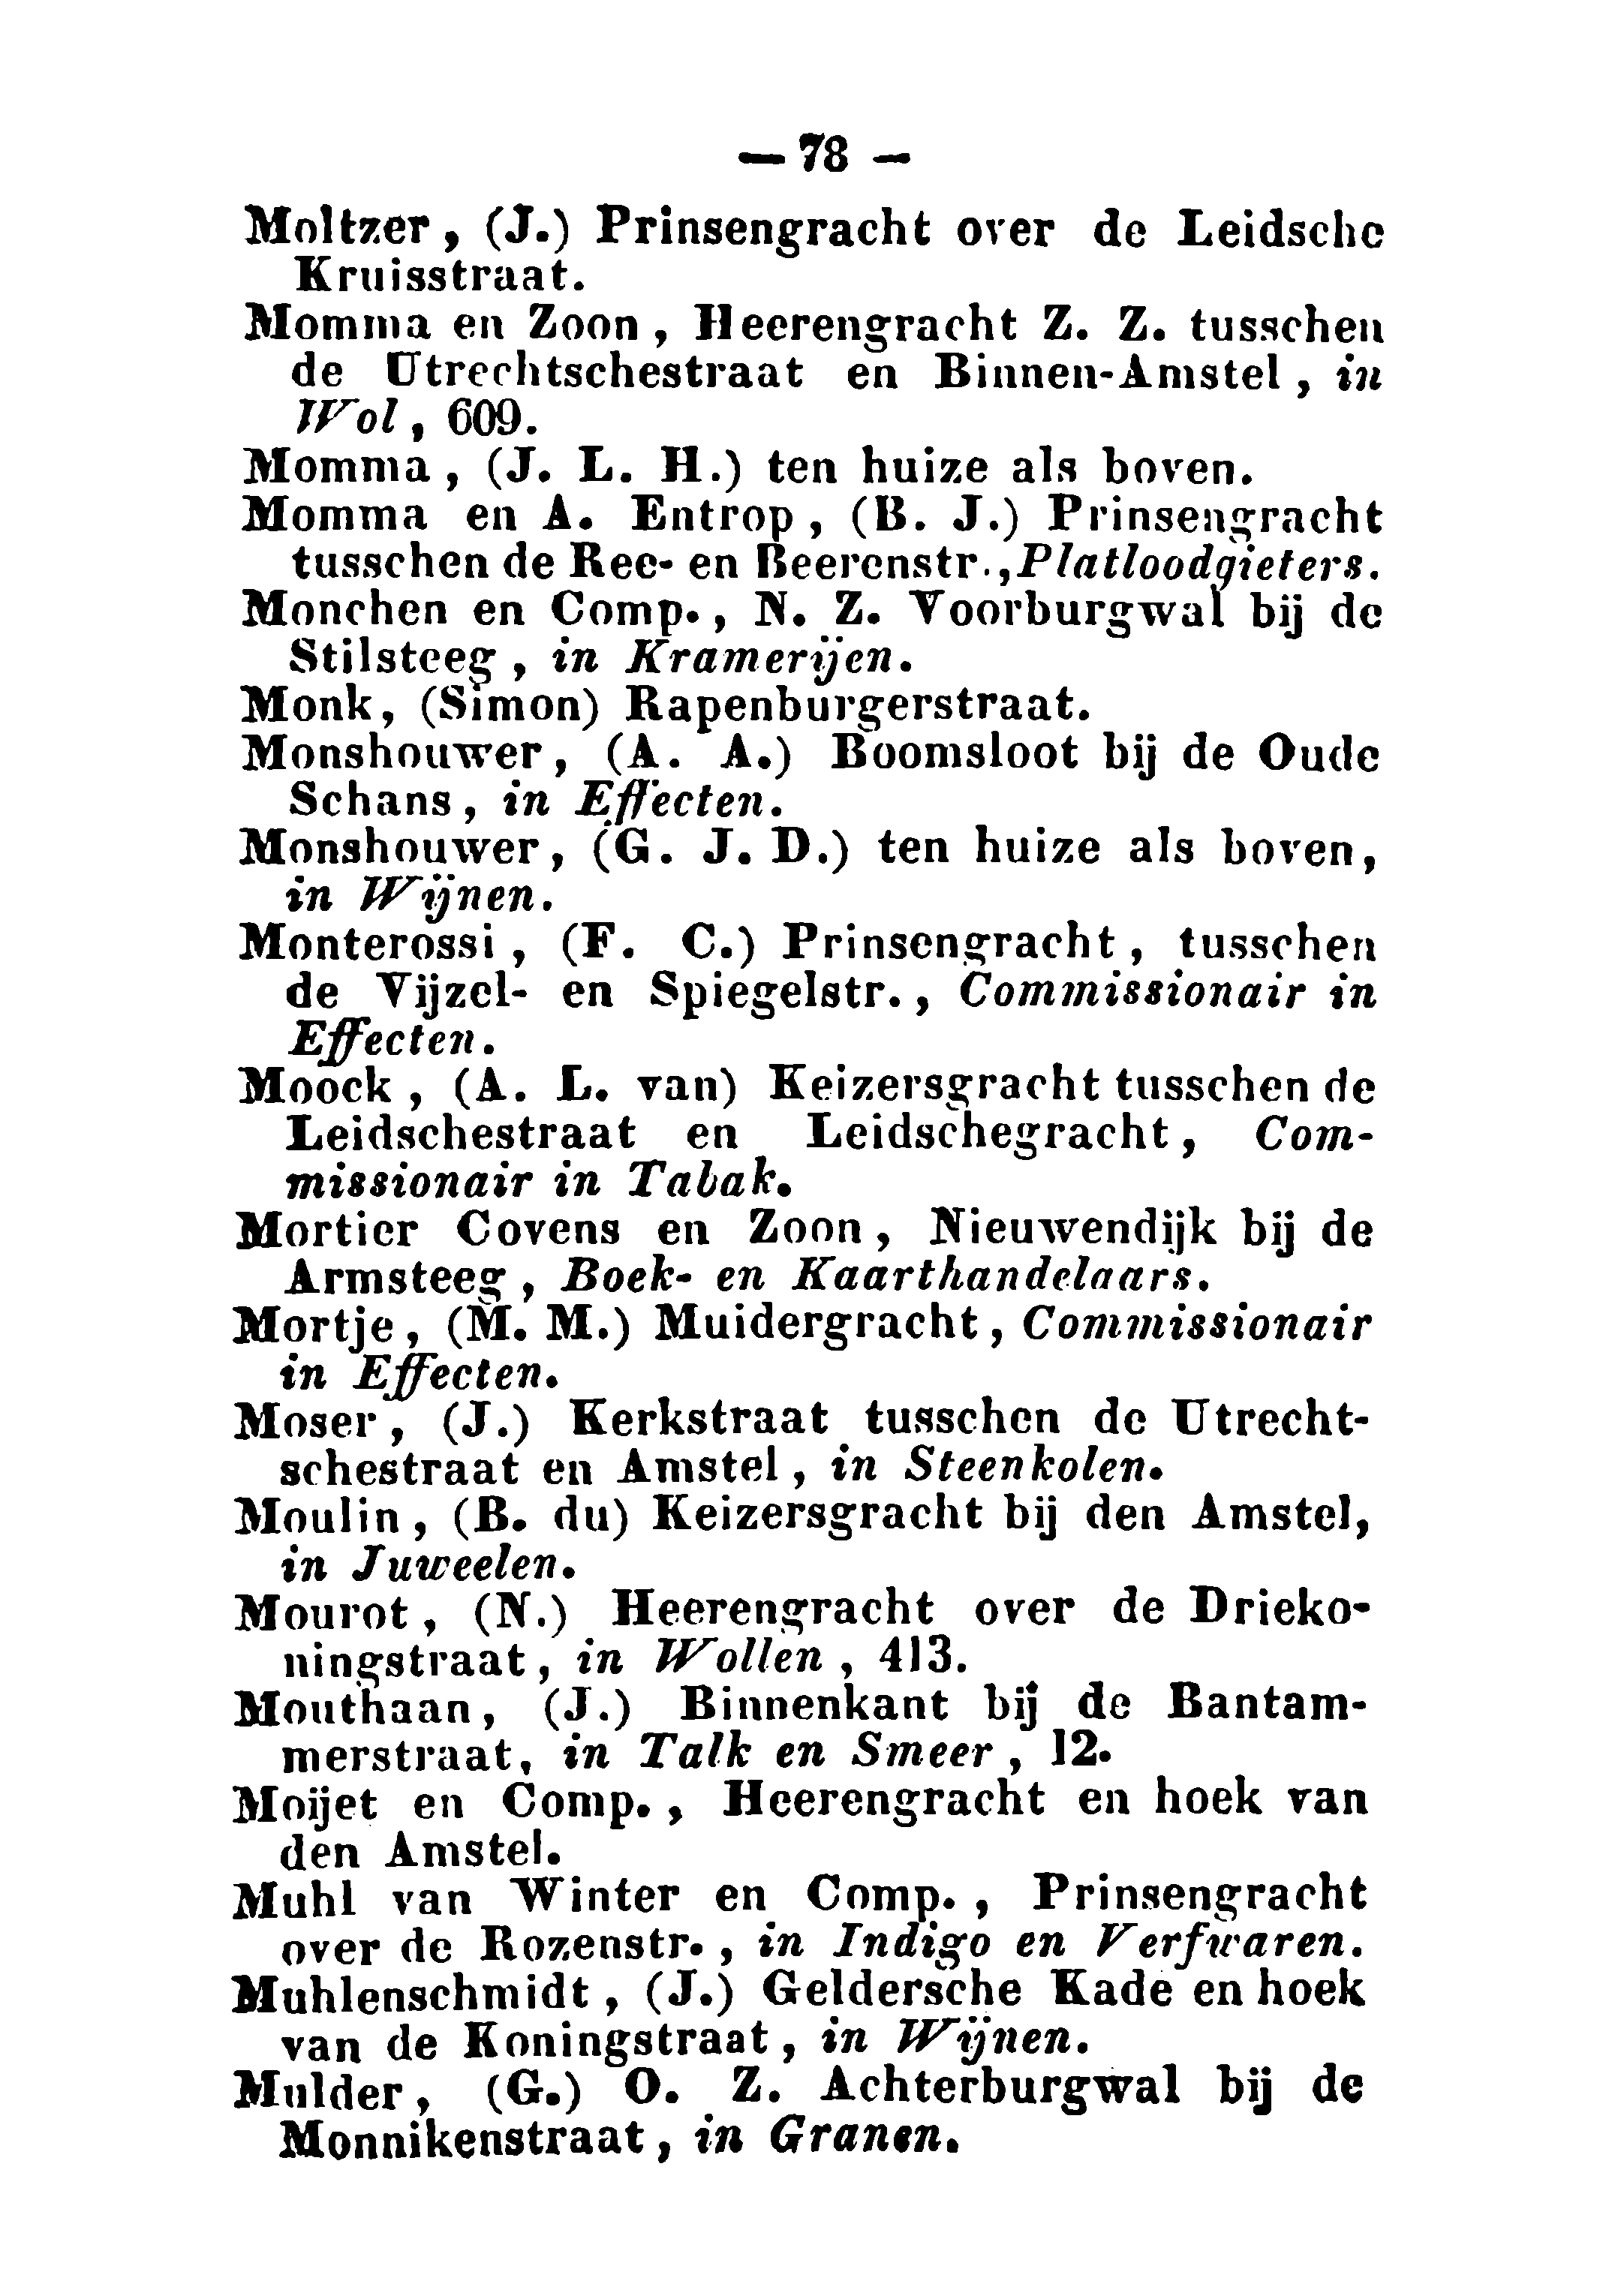 — 78 —
Moltzer, (J.) Prinsengracht over de Leidsche
Kruisstraat.
Momma en Zoon, Heerengracht Z. Z. tusschen
de Utrechtschestraat en Binnen-Amstel, in
Wol, 609.
Momma, (J. L. H.) ten huize als boven.
Momma en A. Entrop, (B. J.) Prinsengracht
tusschen de Ree- en Beerenstr., Platloodgieters.
Monchen en Comp., N. Z. Voorburgwal bij de
Stilsteeg, in Kramerijen.
Monk, (Simon) Rapenburgerstraat.
Monshouwer, (A. A.) Boomsloot bij de Oude
Schans, in Effecten.
Monshouwer, (G. J. D.) ten huize als boven,
in Wijnen.
Monterossi, (F. C.) Prinsengracht, tusschen
de Vijzel- en Spiegelstr., Commissionair in
Effecten.
Moock, (A. L. van) Keizersgracht tusschen de
Leidschestraat en Leidschegracht, Com-
missionair in Tabak.
Mortier Covens en Zoon, Nieuwendijk bij de
Armsteeg, Boek- en Kaarthandelaars.
Mortje, (M. M.) Muidergracht, Commissionair
in Effecten.
Moser, (J.) Kerkstraat tusschen de Utrecht-
schestraat en Amstel, in Steenkolen.
Moulin, (B. du) Keizersgracht bij den Amstel,
in Juweelen.
Mourot, (N.) Heerengracht over de Drieko-
ningstraat, in Wollen, 413.
Mouthaan, (J.) Binnenkant bij de Bantam-
merstraat, in Talk en Smeer, 12.
Moijet en Comp., Heerengracht en hoek van
den Amstel.
Muhl van Winter en Comp., Prinsengracht
over de Rozenstr., in Indigo en Verfwaren.
Muhlenschmidt, (J.) Geldersche Kade en hoek
van de Koningstraat, in Wijnen.
Mulder, (G.) O. Z. Achterburgwal bij de
Monnikenstraat, in Granen.